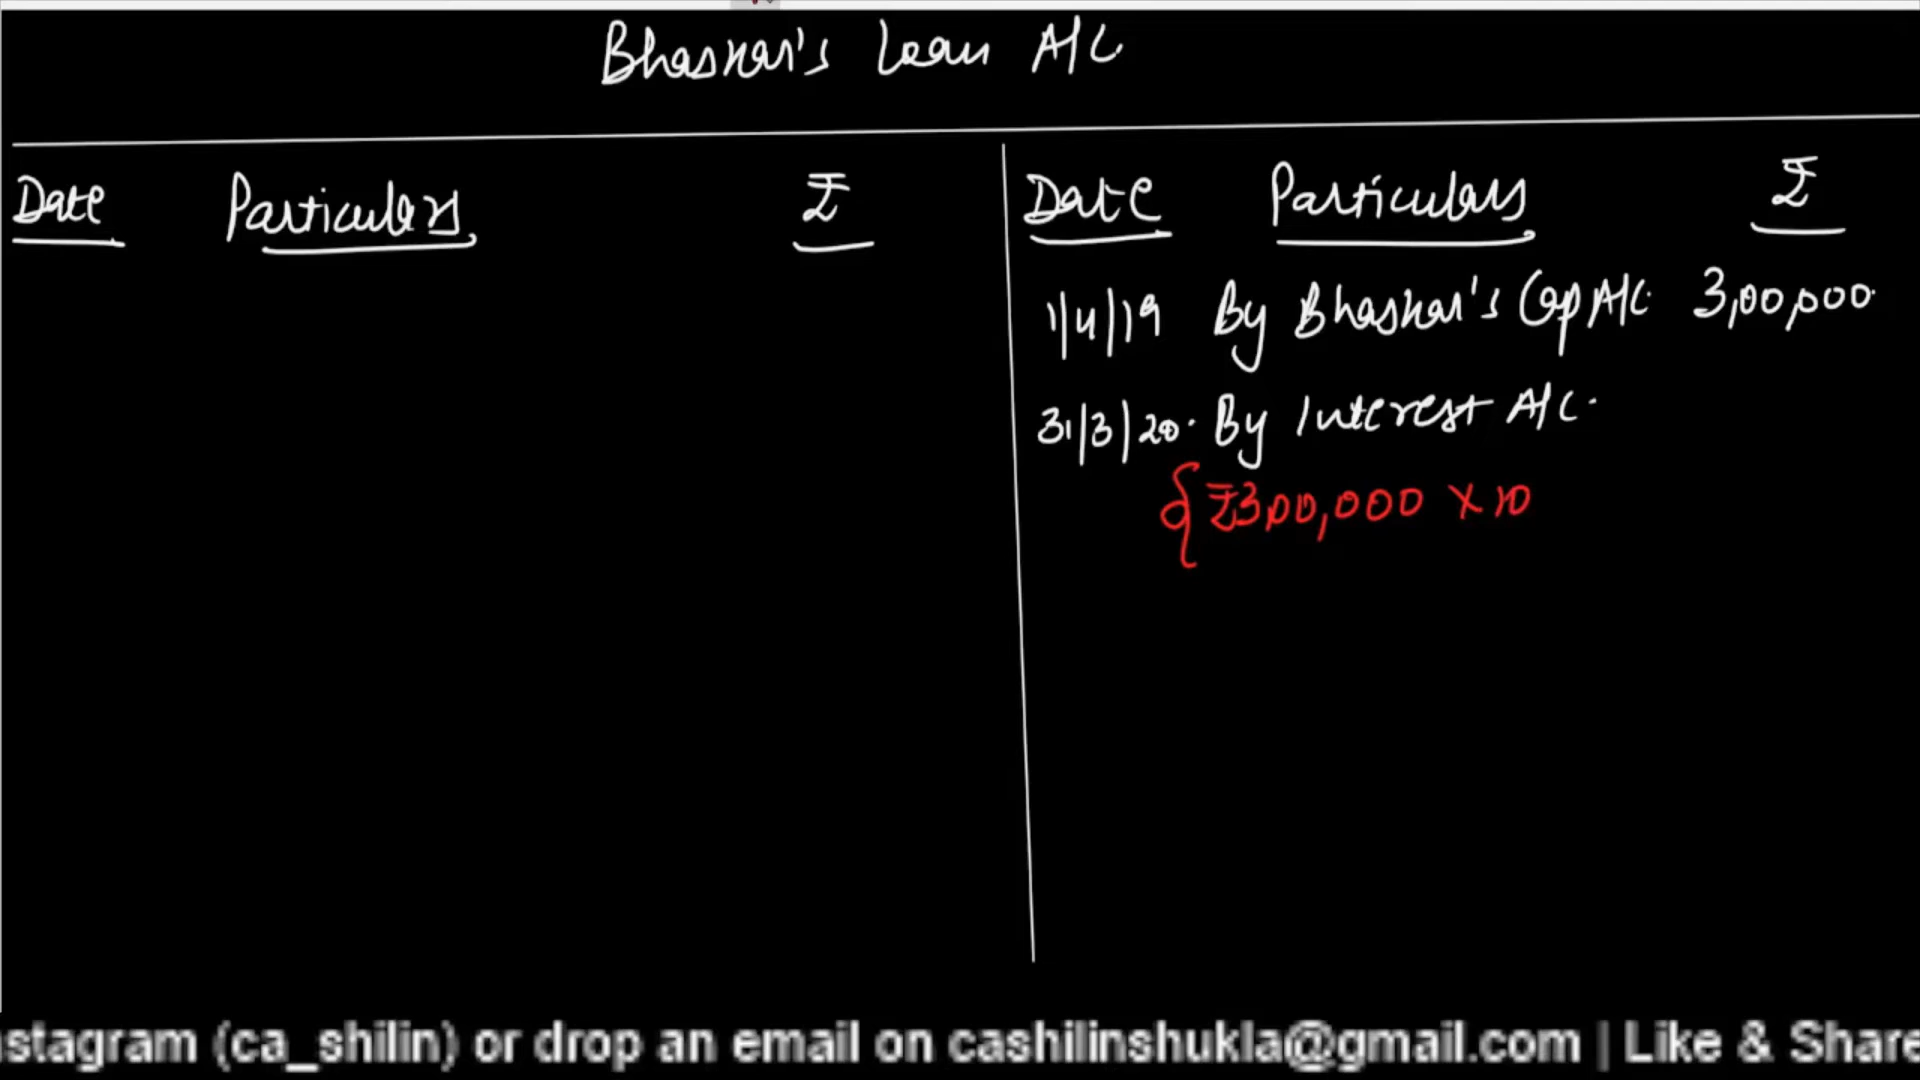 Bhaskar's Loan A/C
Date Particulars ₹ Date Particulars ₹
1/4/19 By Bhaskar's Cap A/C. 3,00,000.
31/3/20. By Interest A/C.
{₹3,00,000 × 10
stagram (ca_shilin) or drop an email on cashilinshukla@gmail.com | Like & Share